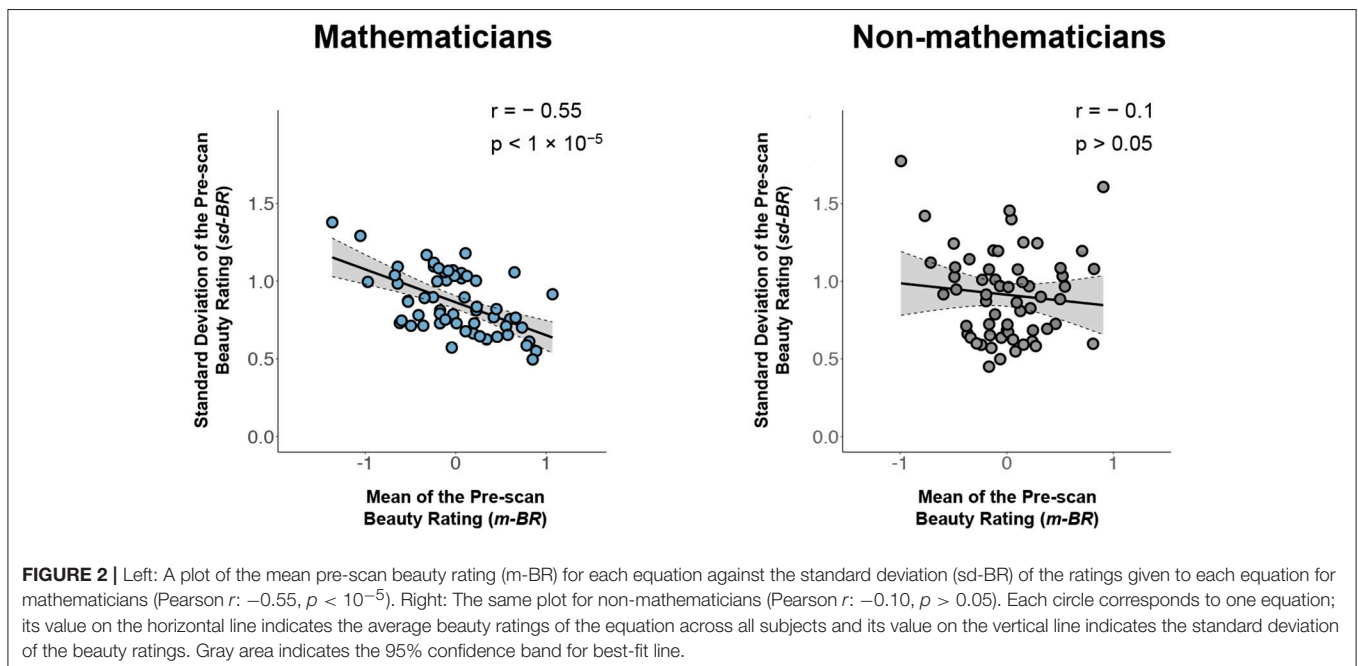 Mathematicians
r = − 0.55
p < 1 × 10⁻⁵
Standard Deviation of the Pre-scan
Beauty Rating (sd-BR)
1.5
1.0
0.5
0.0
-1 0 1
Mean of the Pre-scan
Beauty Rating (m-BR)
Non-mathematicians
r = − 0.1
p > 0.05
Standard Deviation of the Pre-scan
Beauty Rating (sd-BR)
1.5
1.0
0.5
0.0
-1 0 1
Mean of the Pre-scan
Beauty Rating (m-BR)
FIGURE 2 | Left: A plot of the mean pre-scan beauty rating (m-BR) for each equation against the standard deviation (sd-BR) of the ratings given to each equation for
mathematicians (Pearson r: −0.55, p < 10⁻⁵). Right: The same plot for non-mathematicians (Pearson r: −0.10, p > 0.05). Each circle corresponds to one equation;
its value on the horizontal line indicates the average beauty ratings of the equation across all subjects and its value on the vertical line indicates the standard deviation
of the beauty ratings. Gray area indicates the 95% confidence band for best-fit line.